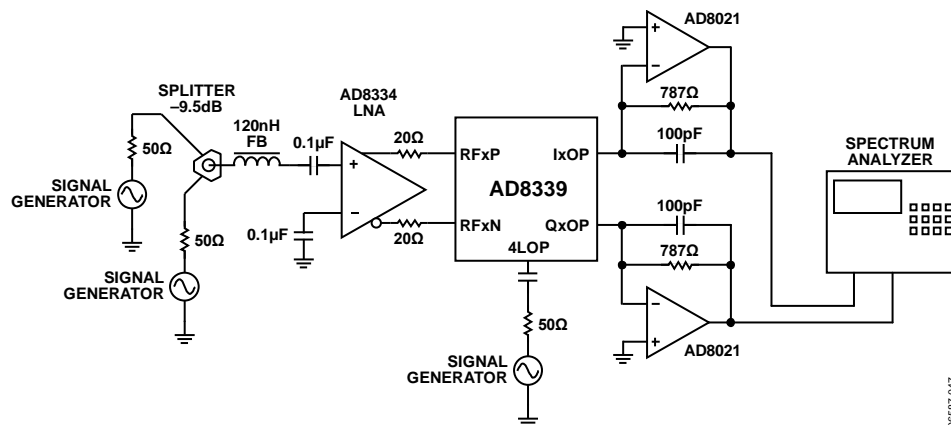 AD8021
SPLITTER
–9.5dB
AD8334
LNA
120nH
FB
0.1µF
20Ω
787Ω
100pF
50Ω
SIGNAL
GENERATOR
RFxP
IxOP
SPECTRUM
ANALYZER
AD8339
+
–
+
–
100pF
0.1µF
20Ω
RFxN
QxOP
4LOP
787Ω
50Ω
SIGNAL
GENERATOR
–
+
50Ω
AD8021
SIGNAL
GENERATOR